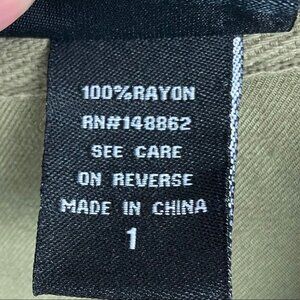 100%RAYON
RN#148862
SEE CARE
ON REVERSE
MADE IN CHINA
1